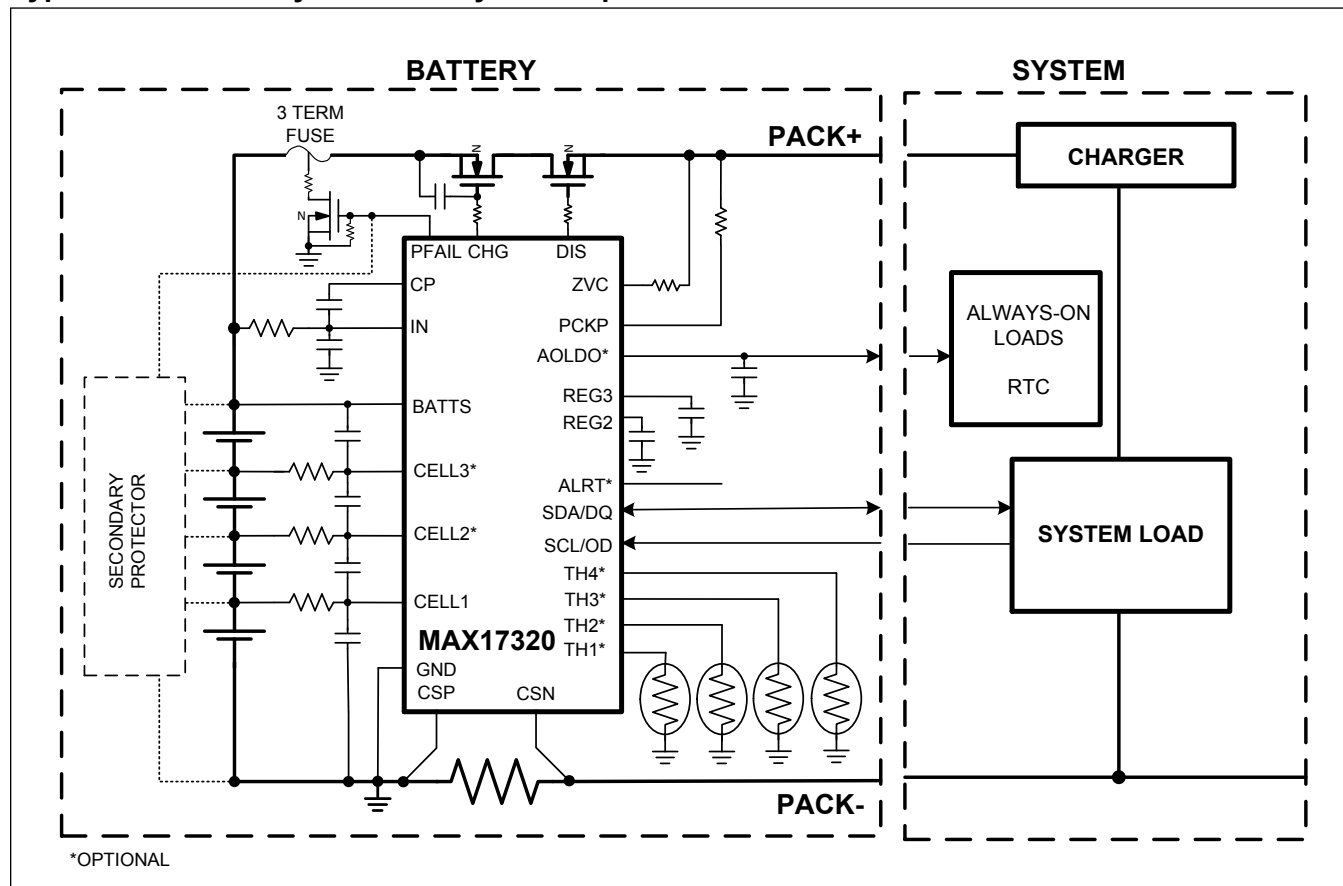 BATTERY
SYSTEM
3 TERM
FUSE
PACK+
CHARGER
N
N
N
PFAIL CHG
DIS
CP
ZVC
IN
PCKP
ALWAYS-ON
LOADS
RTC
AOLDO*
REG3
REG2
BATTS
SECONDARY
PROTECTOR
CELL3*
ALRT*
SDA/DQ
SCL/OD
CELL2*
SYSTEM LOAD
TH4*
TH3*
TH2*
TH1*
CELL1
MAX17320
GND
CSP
CSN
PACK-
*OPTIONAL